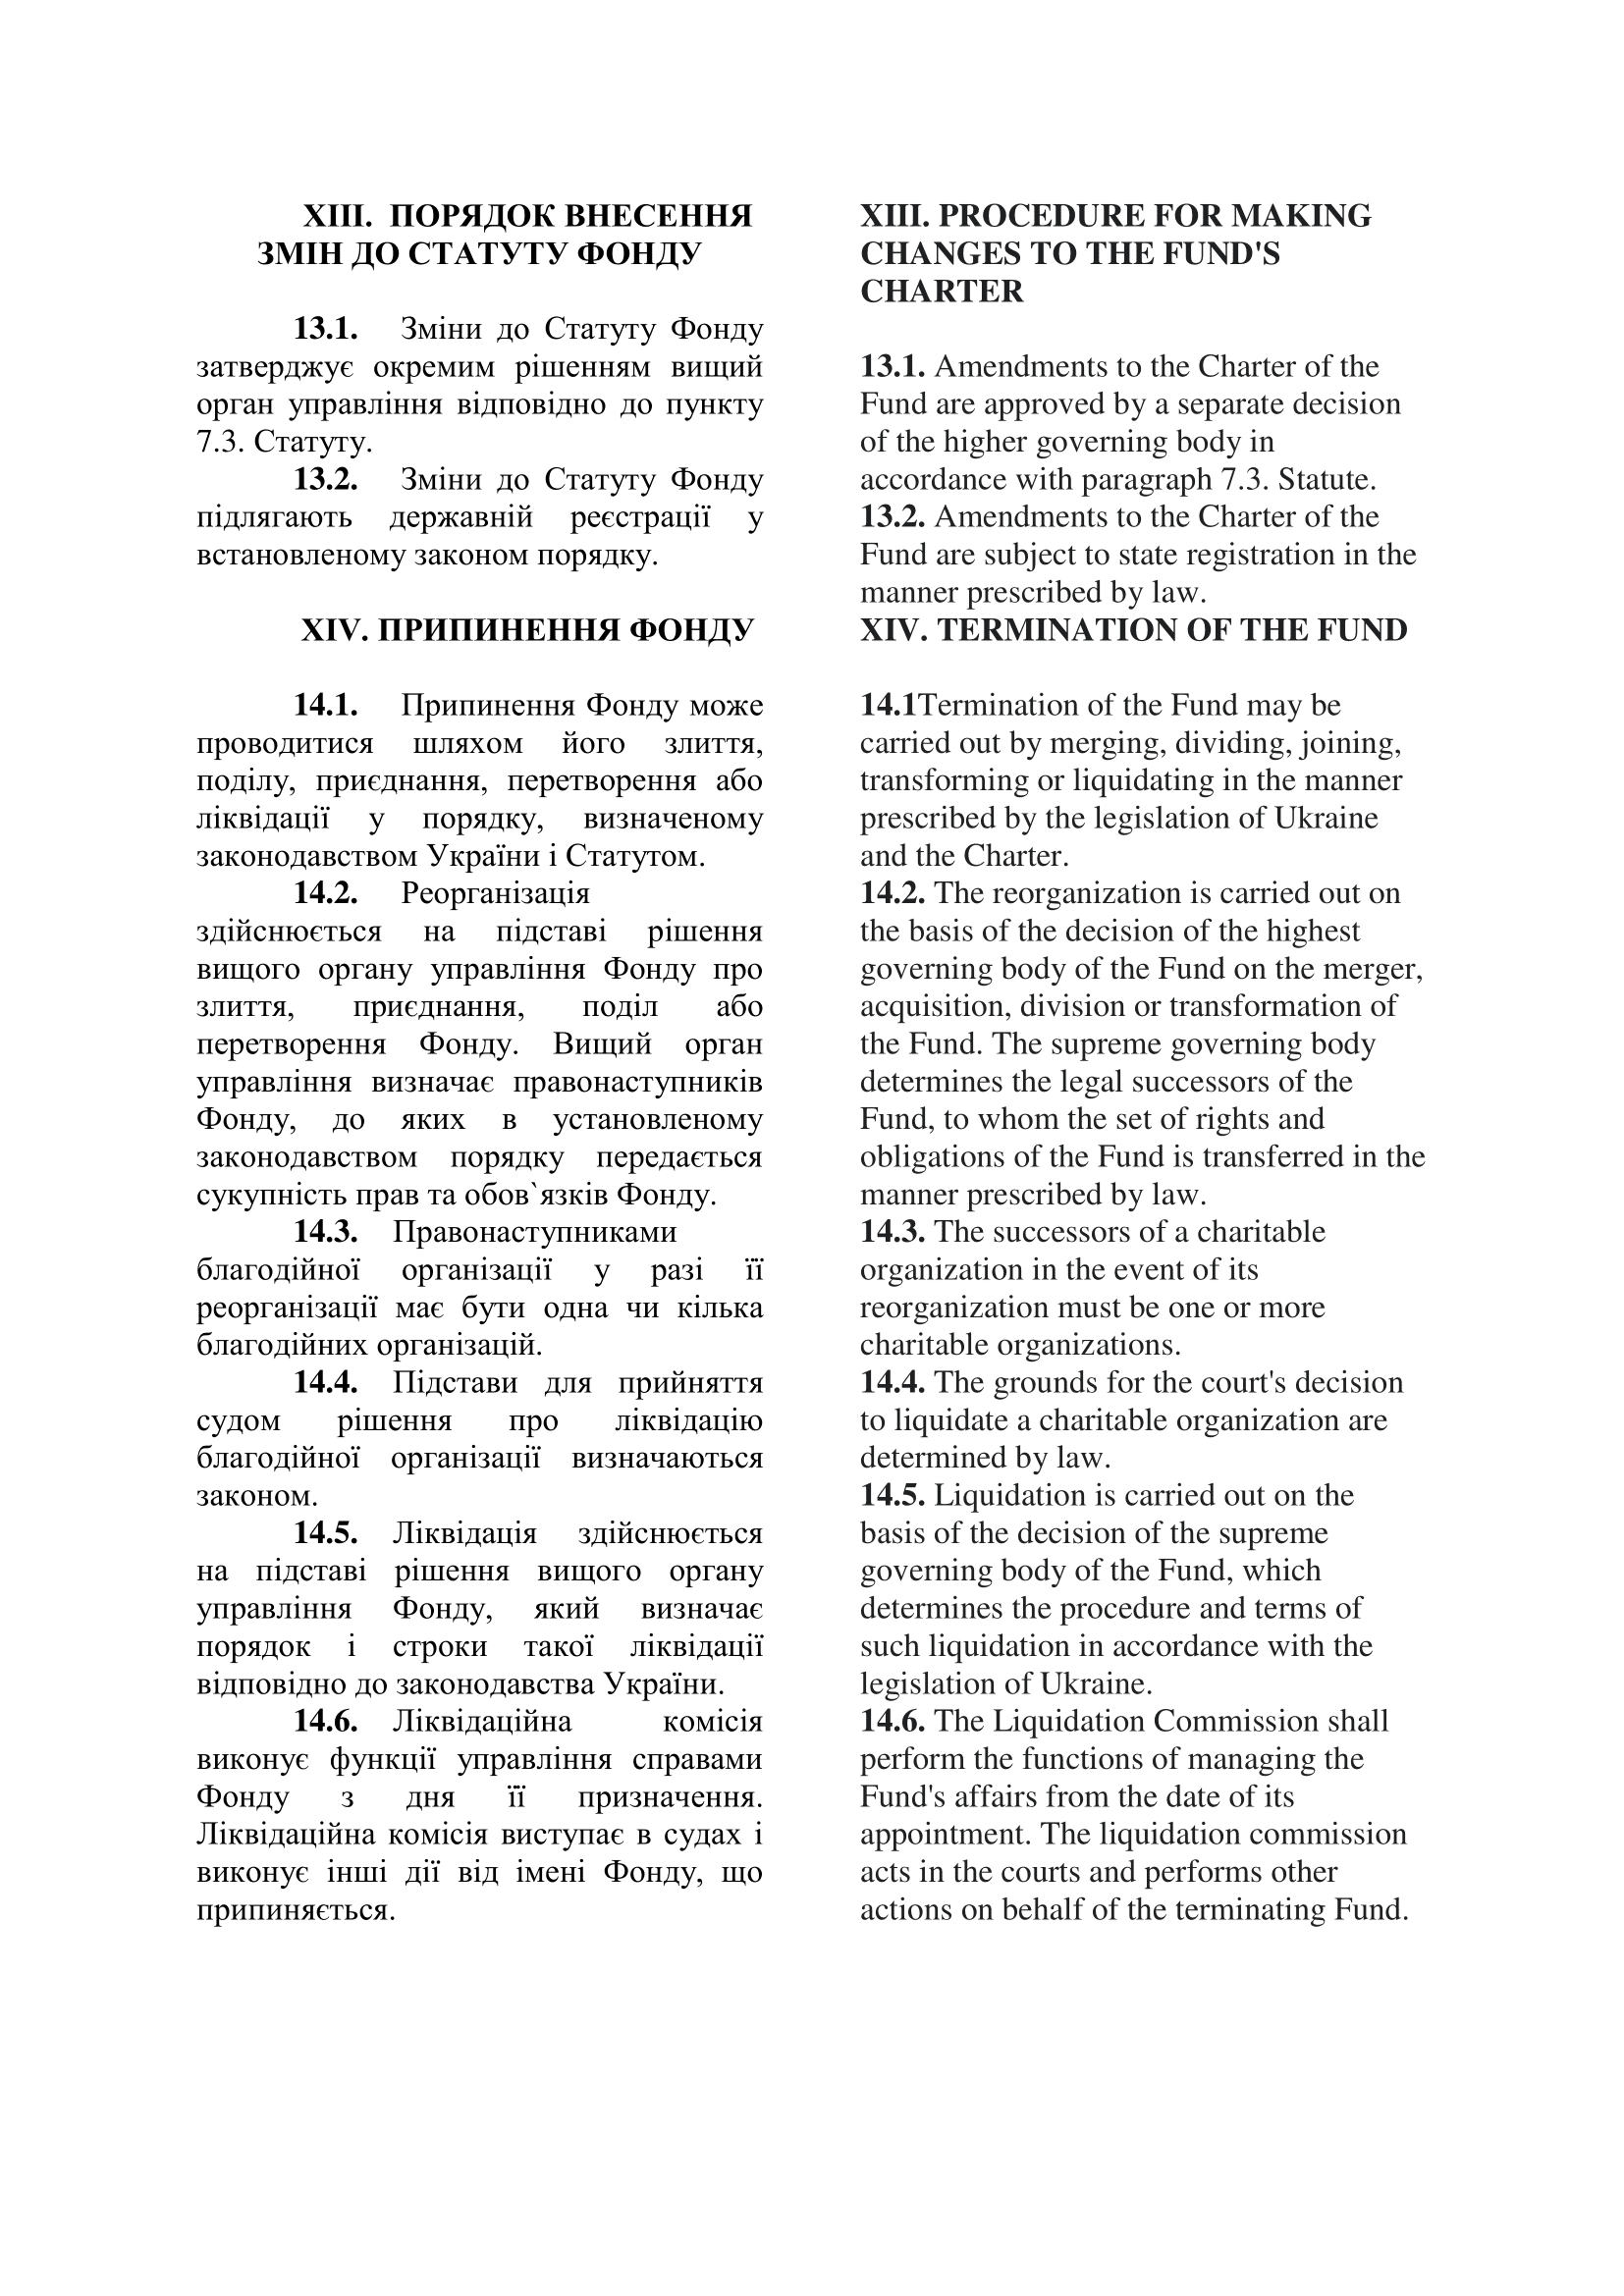 XIII. ПОРЯДОК ВНЕСЕННЯ
ЗМІН ДО СТАТУТУ ФОНДУ
13.1. Зміни до Статуту Фонду
затверджує окремим рішенням вищий
орган управління відповідно до пункту
7.3. Статуту.
13.2. Зміни до Статуту Фонду
підлягають державній реєстрації у
встановленому законом порядку.
XIV. ПРИПИНЕННЯ ФОНДУ
14.1. Припинення Фонду може
проводитися шляхом його злиття,
поділу, приєднання, перетворення або
ліквідації у порядку, визначеному
законодавством України і Статутом.
14.2. Реорганізація
здійснюється на підставі рішення
вищого органу управління Фонду про
злиття, приєднання, поділ або
перетворення Фонду. Вищий орган
управління визначає правонаступників
Фонду, до яких в установленому
законодавством порядку передається
сукупність прав та обов`язків Фонду.
14.3. Правонаступниками
благодійної організації у разі її
реорганізації має бути одна чи кілька
благодійних організацій.
14.4. Підстави для прийняття
судом рішення про ліквідацію
благодійної організації визначаються
законом.
14.5. Ліквідація здійснюється
на підставі рішення вищого органу
управління Фонду, який визначає
порядок і строки такої ліквідації
відповідно до законодавства України.
14.6. Ліквідаційна комісія
виконує функції управління справами
Фонду з дня її призначення.
Ліквідаційна комісія виступає в судах і
виконує інші дії від імені Фонду, що
припиняється.
XIII. PROCEDURE FOR MAKING
CHANGES TO THE FUND'S
CHARTER
13.1. Amendments to the Charter of the
Fund are approved by a separate decision
of the higher governing body in
accordance with paragraph 7.3. Statute.
13.2. Amendments to the Charter of the
Fund are subject to state registration in the
manner prescribed by law.
XIV. TERMINATION OF THE FUND
14.1Termination of the Fund may be
carried out by merging, dividing, joining,
transforming or liquidating in the manner
prescribed by the legislation of Ukraine
and the Charter.
14.2. The reorganization is carried out on
the basis of the decision of the highest
governing body of the Fund on the merger,
acquisition, division or transformation of
the Fund. The supreme governing body
determines the legal successors of the
Fund, to whom the set of rights and
obligations of the Fund is transferred in the
manner prescribed by law.
14.3. The successors of a charitable
organization in the event of its
reorganization must be one or more
charitable organizations.
14.4. The grounds for the court's decision
to liquidate a charitable organization are
determined by law.
14.5. Liquidation is carried out on the
basis of the decision of the supreme
governing body of the Fund, which
determines the procedure and terms of
such liquidation in accordance with the
legislation of Ukraine.
14.6. The Liquidation Commission shall
perform the functions of managing the
Fund's affairs from the date of its
appointment. The liquidation commission
acts in the courts and performs other
actions on behalf of the terminating Fund.